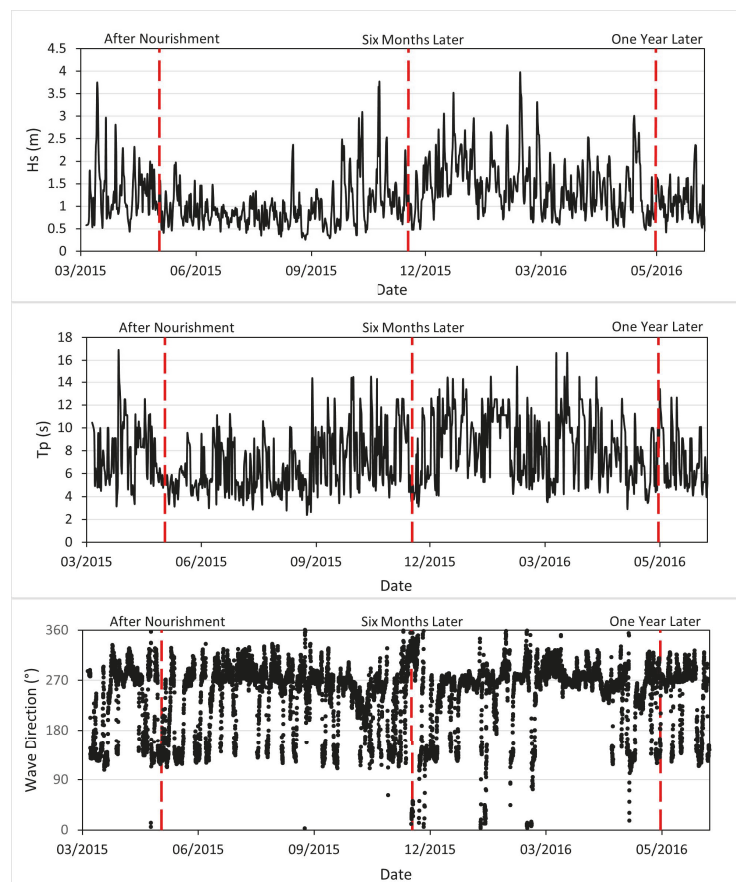 After Nourishment Six Months Later One Year Later
4.5
4
3.5
3
2.5
2
1.5
1
0.5
0
Hs (m)
03/2015 06/2015 09/2015 12/2015 03/2016 05/2016
Date
After Nourishment Six Months Later One Year Later
18
16
14
12
10
8
6
4
2
0
Tp (s)
03/2015 06/2015 09/2015 12/2015 03/2016 05/2016
Date
After Nourishment Six Months Later One Year Later
360
270
180
90
0
Wave Direction (°)
03/2015 06/2015 09/2015 12/2015 03/2016 05/2016
Date